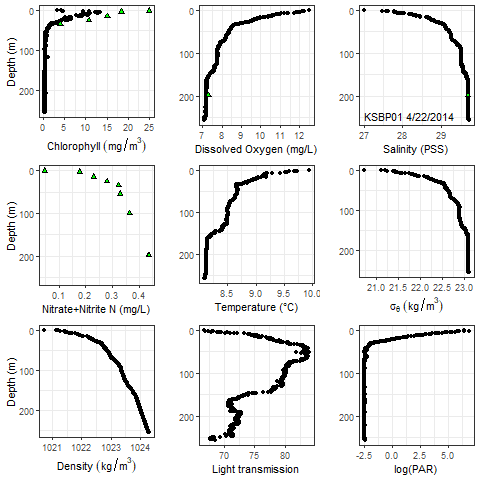 Depth (m)
0
100
200
0 5 10 15 20 25
Chlorophyll (mg/m³)
0
100
200
7 8 9 10 11 12
Dissolved Oxygen (mg/L)
0
100
200
KSBP01 4/22/2014
27 28 29
Salinity (PSS)
Depth (m)
0
100
200
0.1 0.2 0.3 0.4
Nitrate+Nitrite N (mg/L)
0
100
200
8.5 9.0 9.5 10.0
Temperature (°C)
0
100
200
21.0 21.5 22.0 22.5 23.0
σθ (kg/m³)
Depth (m)
0
100
200
1021 1022 1023 1024
Density (kg/m³)
0
100
200
70 75 80
Light transmission
0
100
200
-2.5 0.0 2.5 5.0
log(PAR)